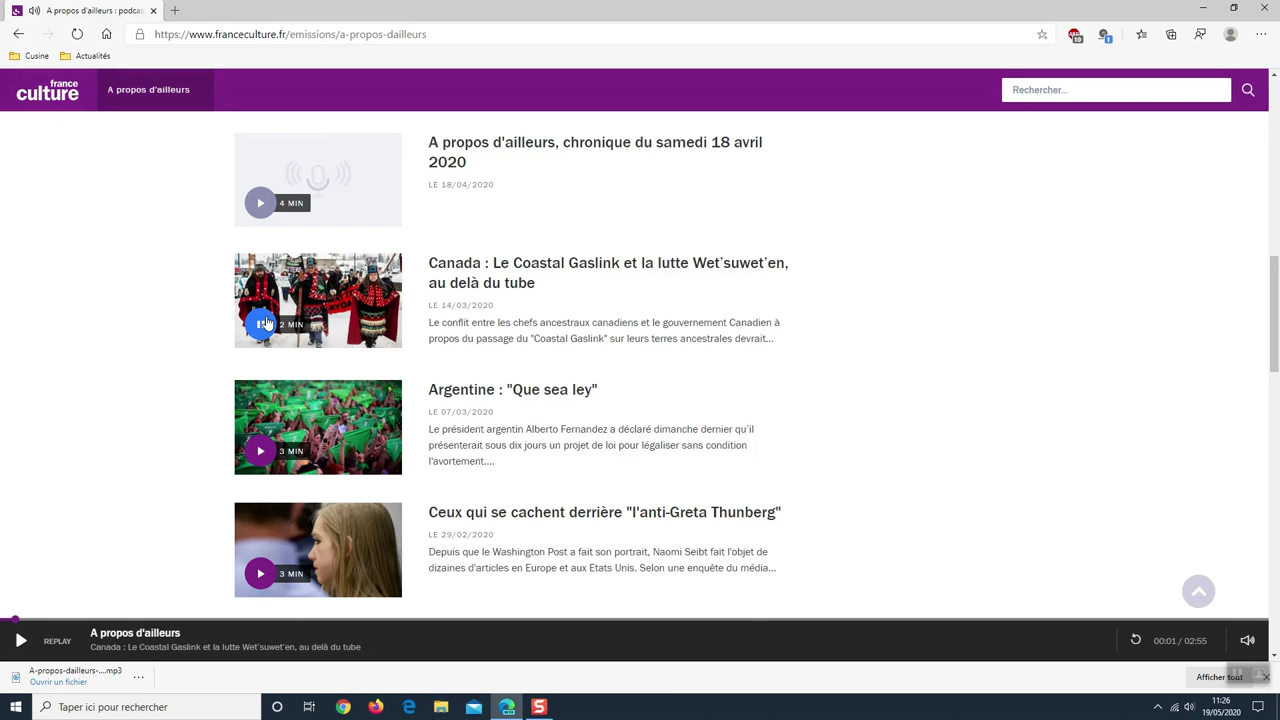 A propos d'ailleurs : podcas
https://www.franceculture.fr/emissions/a-propos-dailleurs
Cusine
Actualités
france
culture
A propos d'ailleurs
Rechercher...
A propos d'ailleurs, chronique du samedi 18 avril
2020
LE 18/04/2020
4 MIN
Canada : Le Coastal Gaslink et la lutte Wet’suwet’en,
au delà du tube
LE 14/03/2020
Le conflit entre les chefs ancestraux canadiens et le gouvernement Canadien à
propos du passage du "Coastal Gaslink" sur leurs terres ancestrales devrait...
2 MIN
Argentine : "Que sea ley"
LE 07/03/2020
Le président argentin Alberto Fernandez a déclaré dimanche dernier qu’il
présenterait sous dix jours un projet de loi pour légaliser sans condition
l'avortement....
3 MIN
Ceux qui se cachent derrière "l'anti-Greta Thunberg"
LE 29/02/2020
Depuis que le Washington Post a fait son portrait, Naomi Seibt fait l'objet de
dizaines d'articles en Europe et aux Etats Unis. Selon une enquête du média...
3 MIN
REPLAY
A propos d'ailleurs
Canada : Le Coastal Gaslink et la lutte Wet’suwet’en, au delà du tube
00:01 / 02:55
A-propos-dailleurs-....mp3
Ouvrir un fichier
Afficher tout
Taper ici pour rechercher
11:26
19/05/2020